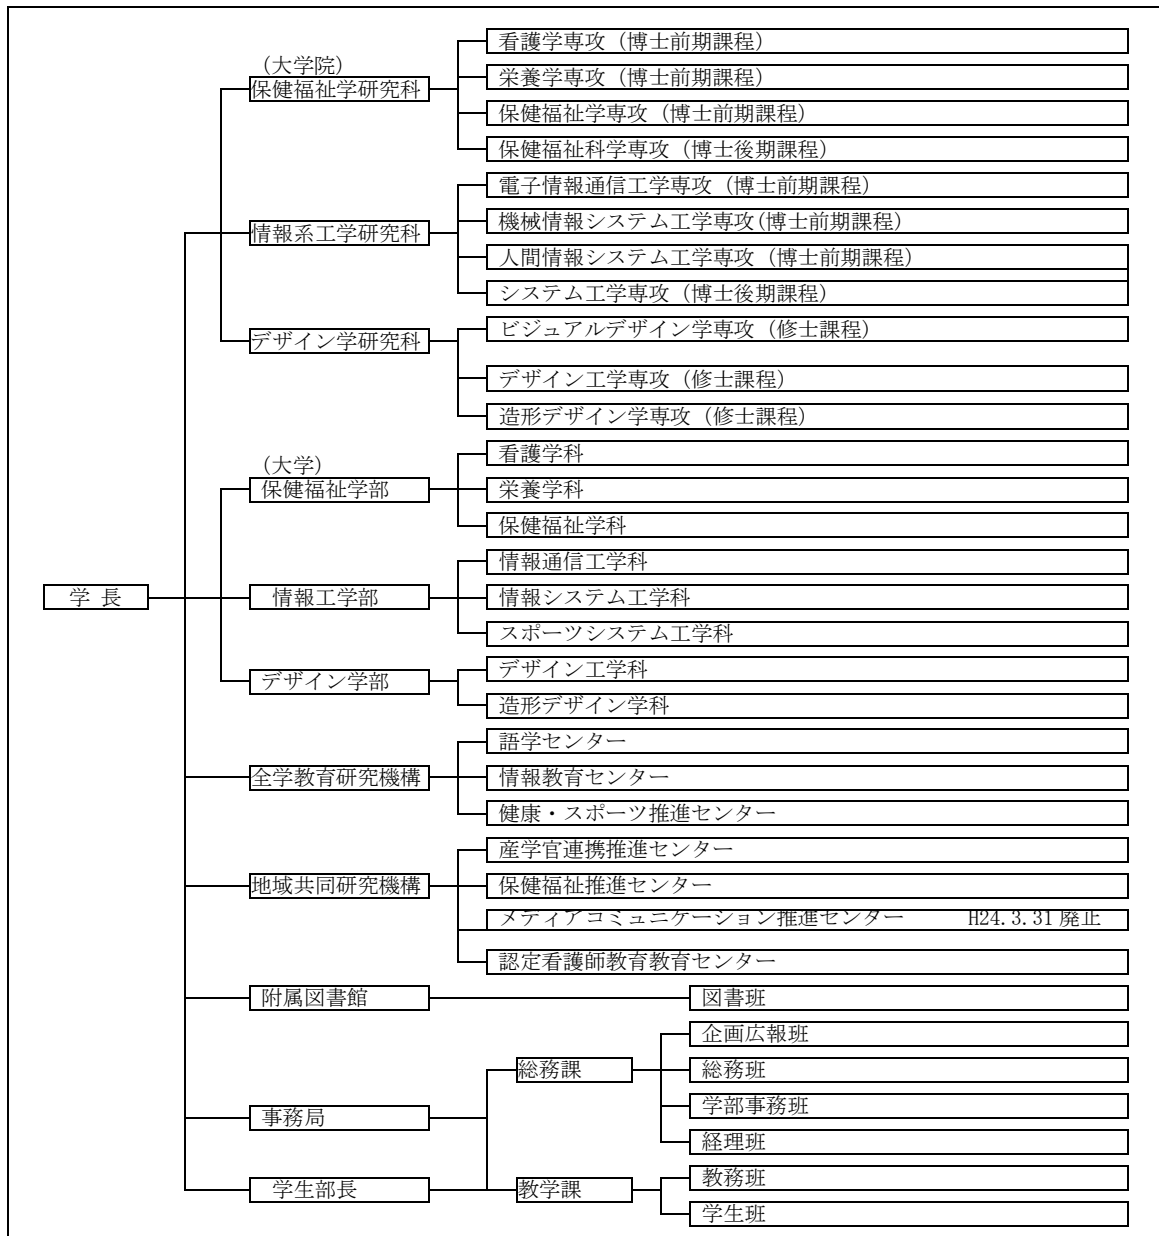 看護学専攻（博士前期課程）
（大学院）
栄養学専攻（博士前期課程）
保健福祉学研究科
保健福祉学専攻（博士前期課程）
保健福祉科学専攻（博士後期課程）
電子情報通信工学専攻（博士前期課程）
機械情報システム工学専攻(博士前期課程）
情報系工学研究科
人間情報システム工学専攻（博士前期課程）
システム工学専攻（博士後期課程）
ビジュアルデザイン学専攻（修士課程）
デザイン学研究科
デザイン工学専攻（修士課程）
造形デザイン学専攻（修士課程）
看護学科
（大学）
保健福祉学部
栄養学科
保健福祉学科
情報通信工学科
学 長
情報工学部
情報システム工学科
スポーツシステム工学科
デザイン工学科
デザイン学部
造形デザイン学科
語学センター
全学教育研究機構
情報教育センター
健康・スポーツ推進センター
産学官連携推進センター
地域共同研究機構
保健福祉推進センター
メディアコミュニケーション推進センター H24.3.31 廃止
認定看護師教育教育センター
附属図書館
図書班
企画広報班
総務課
総務班
学部事務班
事務局
経理班
教務班
学生部長
教学課
学生班